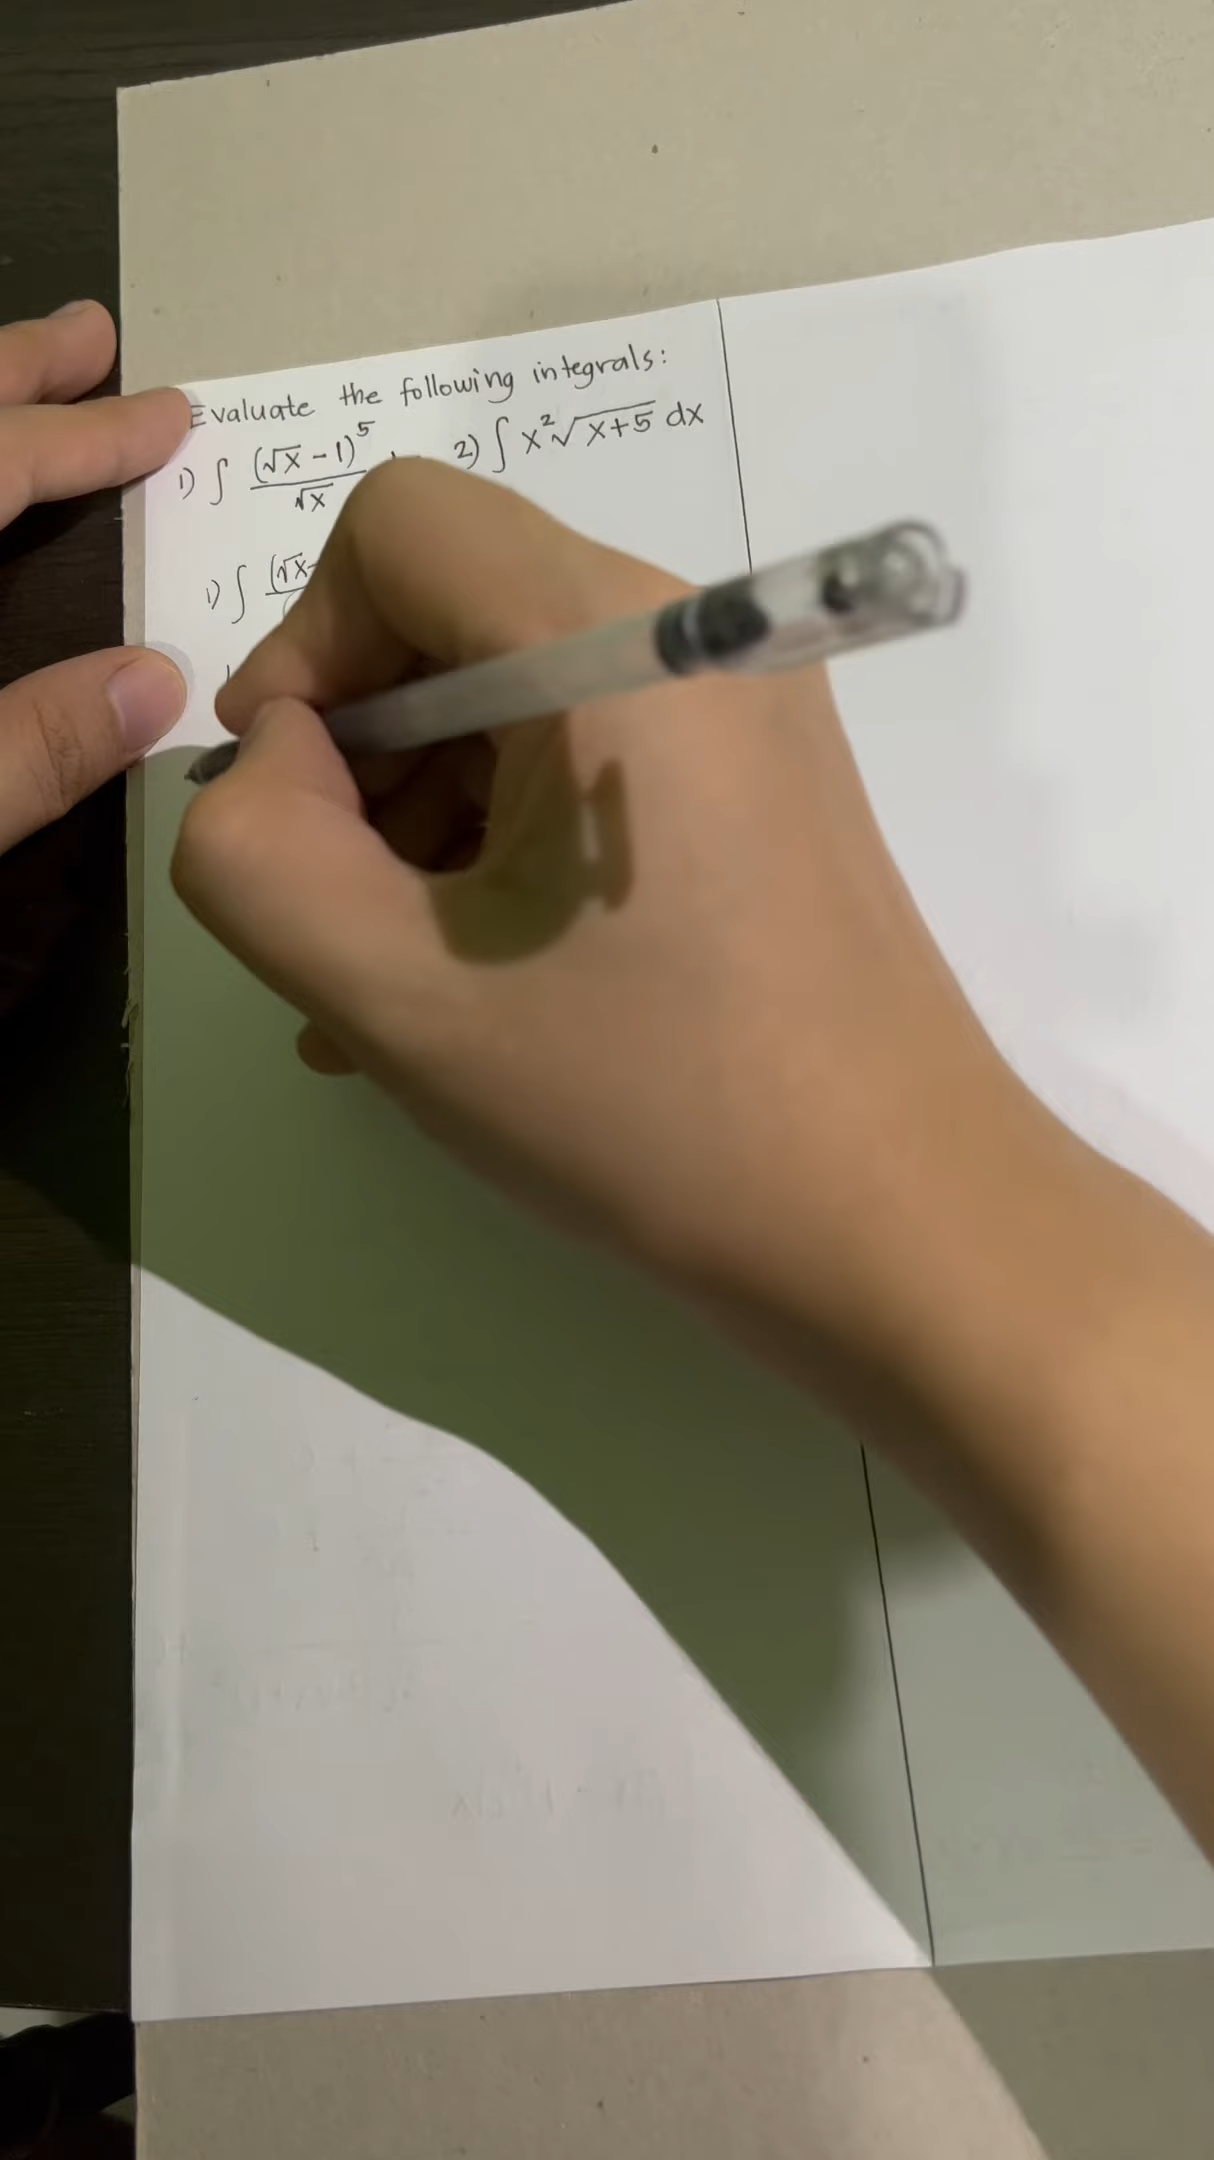 Evaluate the following integrals:
1) ∫ (√x - 1)^5 / √x 2) ∫ x²√x+5 dx
1) ∫ (√x-